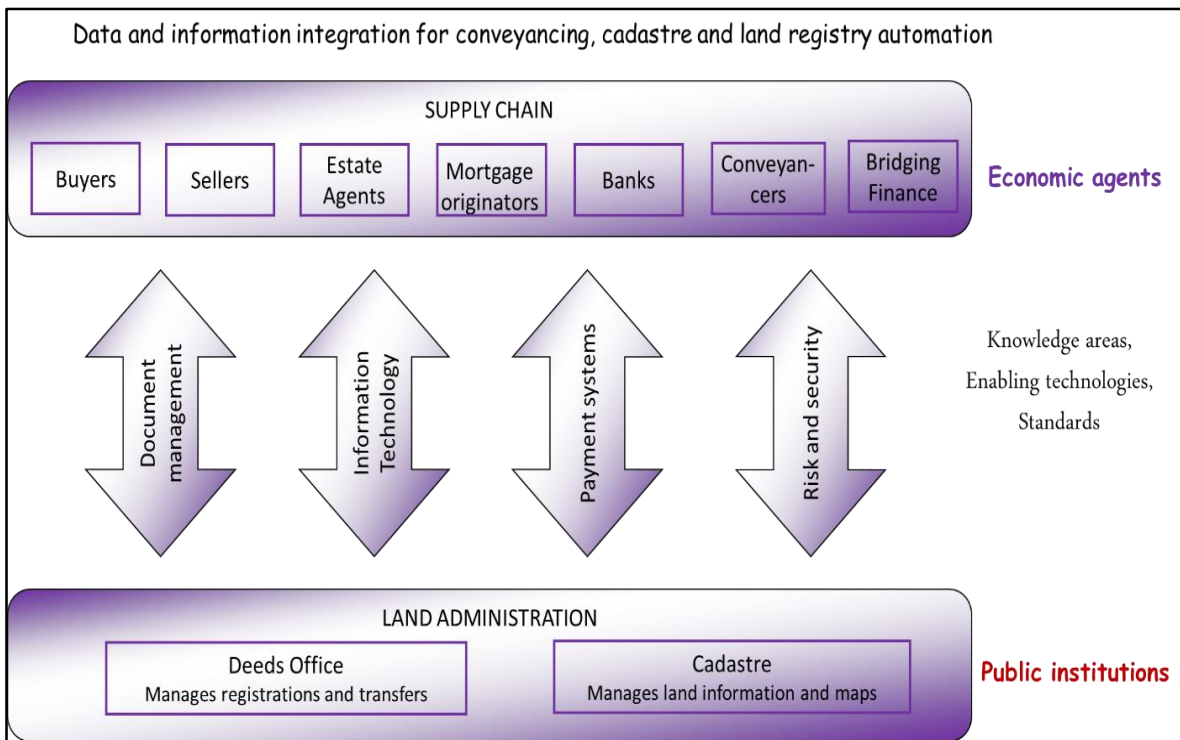 Data and information integration for conveyancing, cadastre and land registry automation
SUPPLY CHAIN
Buyers
Sellers
Estate
Agents
Mortgage
originators
Banks
Conveyan-
cers
Bridging
Finance
Economic agents
Document
management
Information
Technology
Payment systems
Risk and security
Knowledge areas,
Enabling technologies,
Standards
LAND ADMINISTRATION
Deeds Office
Manages registrations and transfers
Cadastre
Manages land information and maps
Public institutions